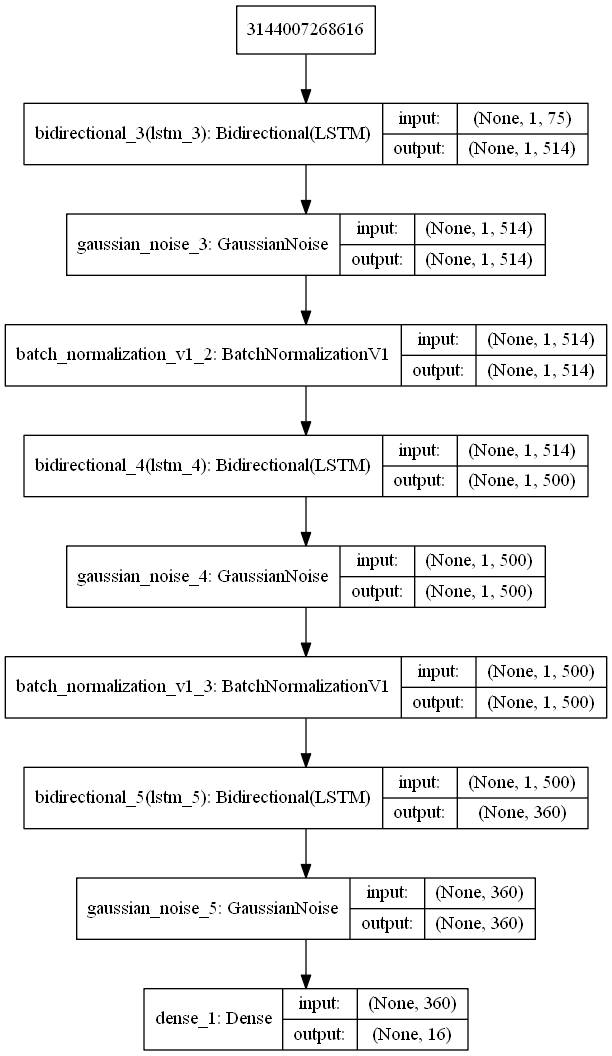 3144007268616
bidirectional_3(lstm_3): Bidirectional(LSTM)
input: (None, 1, 75)
output: (None, 1, 514)
gaussian_noise_3: GaussianNoise
input: (None, 1, 514)
output: (None, 1, 514)
batch_normalization_v1_2: BatchNormalizationV1
input: (None, 1, 514)
output: (None, 1, 514)
bidirectional_4(lstm_4): Bidirectional(LSTM)
input: (None, 1, 514)
output: (None, 1, 500)
gaussian_noise_4: GaussianNoise
input: (None, 1, 500)
output: (None, 1, 500)
batch_normalization_v1_3: BatchNormalizationV1
input: (None, 1, 500)
output: (None, 1, 500)
bidirectional_5(lstm_5): Bidirectional(LSTM)
input: (None, 1, 500)
output: (None, 360)
gaussian_noise_5: GaussianNoise
input: (None, 360)
output: (None, 360)
dense_1: Dense
input: (None, 360)
output: (None, 16)